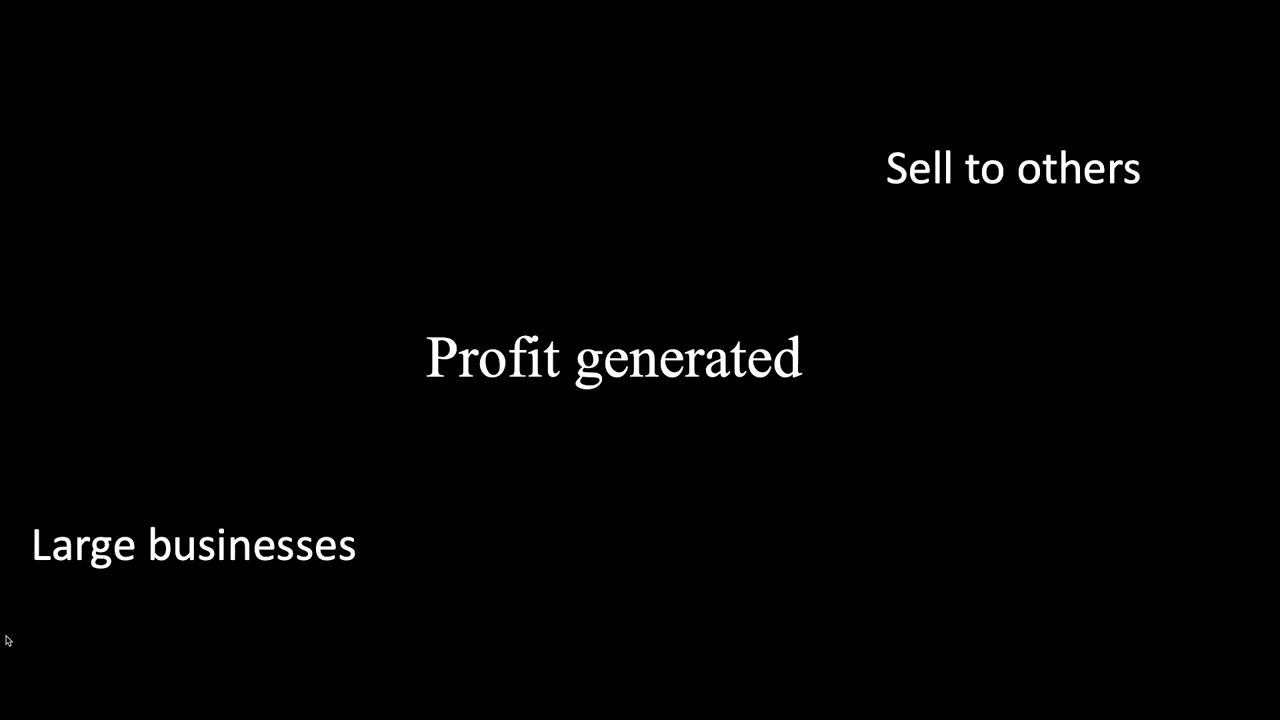 Sell to others
Profit generated
Large businesses